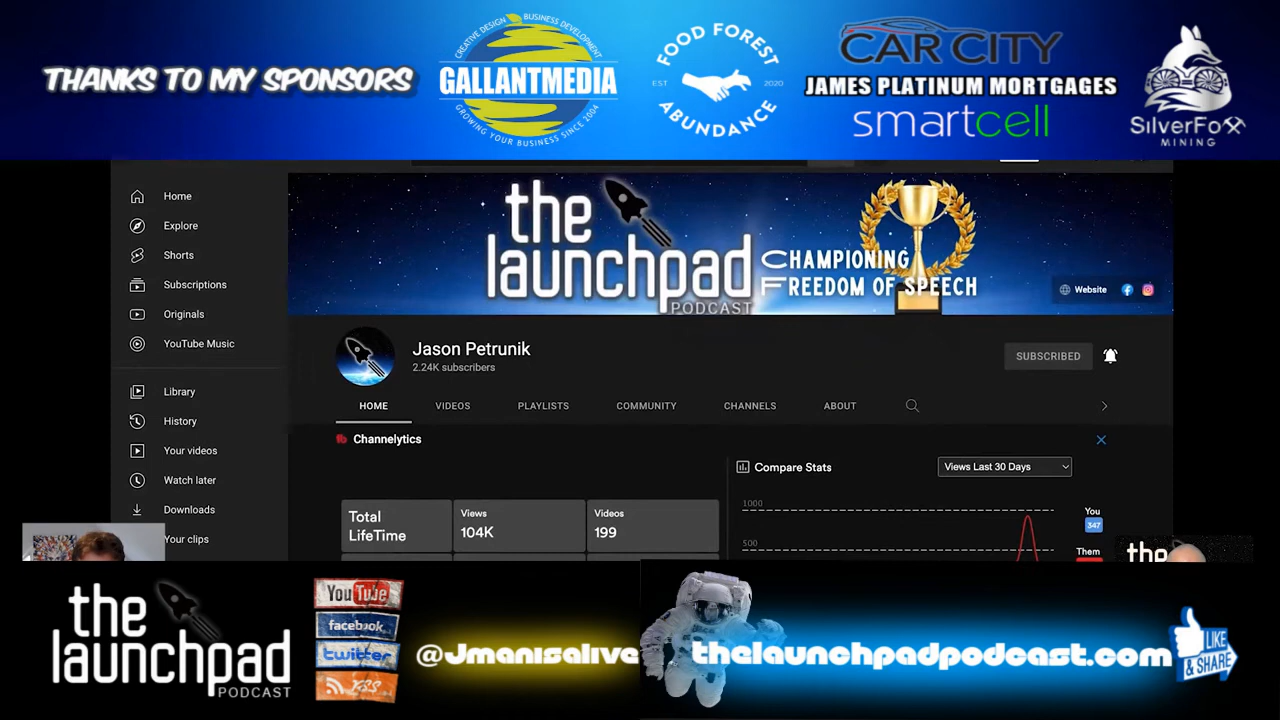 THANKS TO MY SPONSORS
CREATIVE DESIGN BUSINESS DEVELOPMENT
GALLANTMEDIA
GROWING YOUR BUSINESS SINCE 2004
FOOD FOREST
EST 2020
ABUNDANCE
CAR CITY
JAMES PLATINUM MORTGAGES
smartcell
SilverFox
MINING
Home
Explore
Shorts
Subscriptions
Originals
YouTube Music
Library
History
Your videos
Watch later
Downloads
Your clips
the
launchpad
PODCAST
CHAMPIONING
FREEDOM OF SPEECH
Website
Jason Petrunik
2.24K subscribers
SUBSCRIBED
HOME VIDEOS PLAYLISTS COMMUNITY CHANNELS ABOUT
tb Channelytics
Compare Stats
Views Last 30 Days
Total
LifeTime
Views
104K
Videos
199
1000
500
You
347
Them
the
the
launchpad
PODCAST
YouTube
facebook
twitter
RSS
@Jmanisalive
thelaunchpadpodcast.com
LIKE
& SHARE